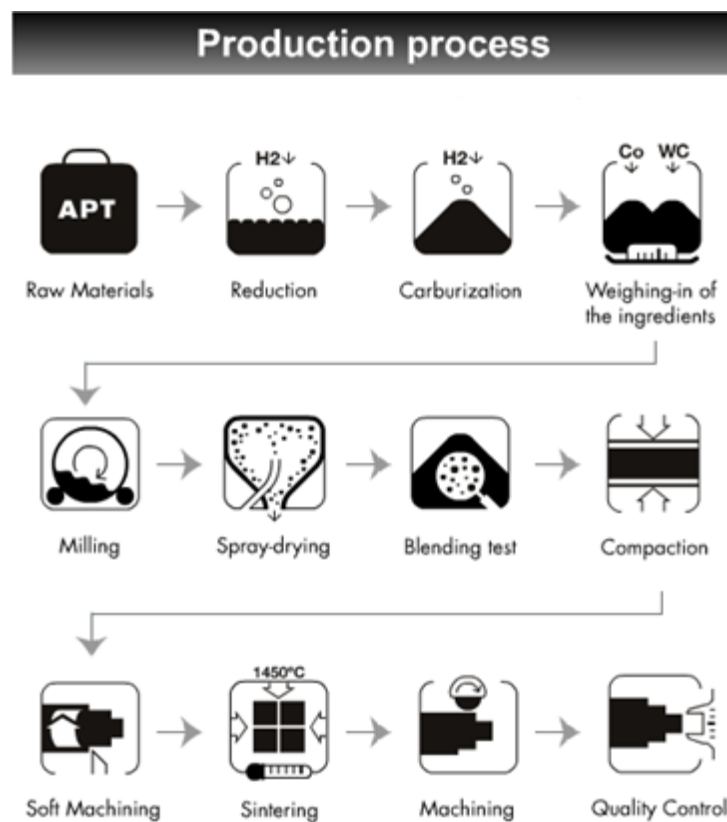 Production process
H2
H2
Co WC
APT
Raw Materials
Reduction
Carburization
Weighing-in of
the ingredients
Milling
Spray-drying
Blending test
Compaction
1450°C
Soft Machining
Sintering
Machining
Quality Control